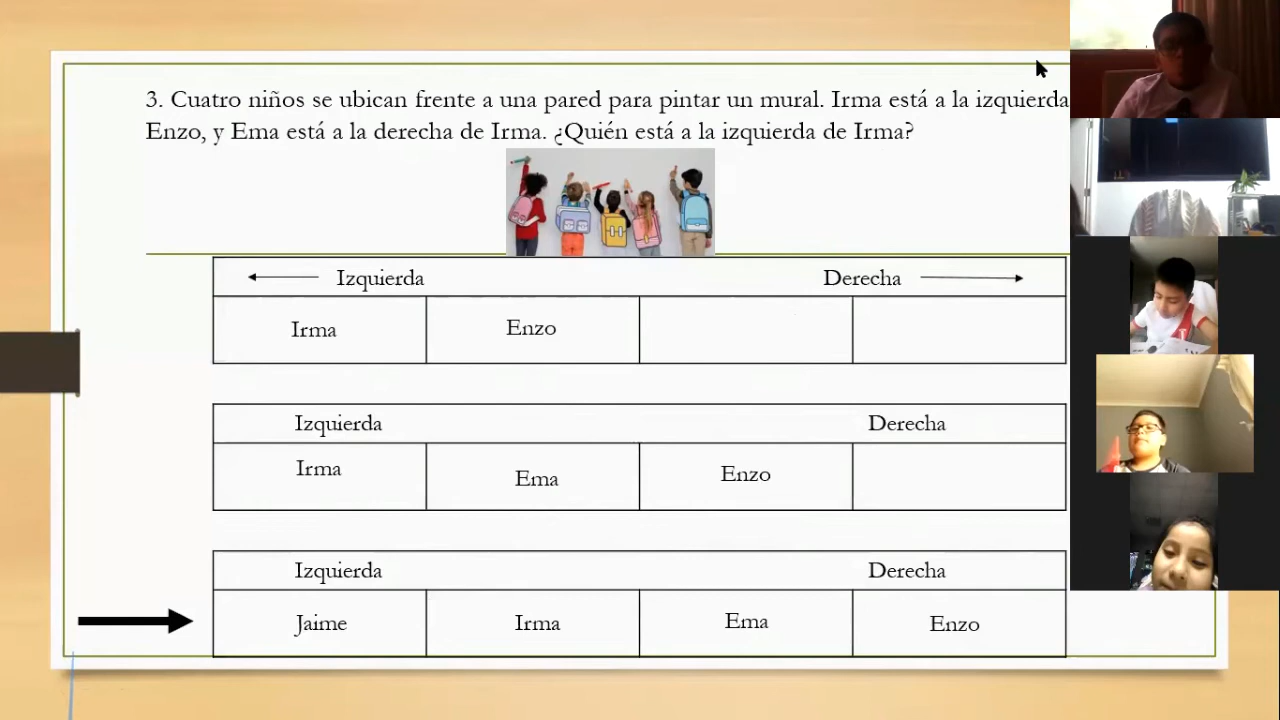 3. Cuatro niños se ubican frente a una pared para pintar un mural. Irma está a la izquierda
Enzo, y Ema está a la derecha de Irma. ¿Quién está a la izquierda de Irma?
Izquierda Derecha
Irma Enzo
Izquierda Derecha
Irma Ema Enzo
Izquierda Derecha
Jaime Irma Ema Enzo